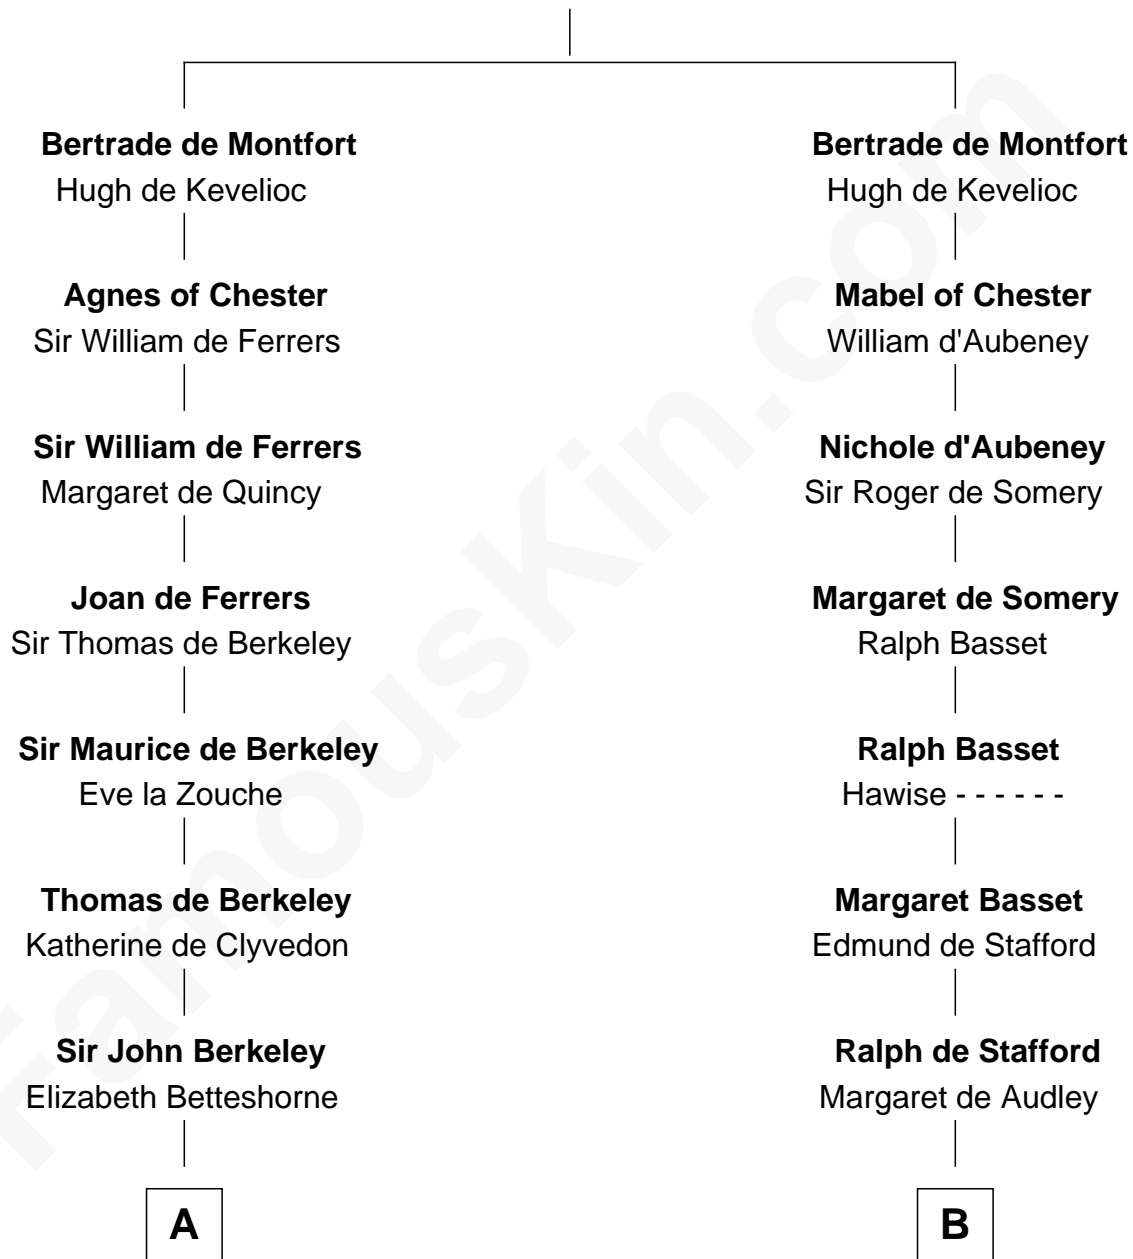 Bertrade de Montfort
Hugh de Kevelioc
Agnes of Chester
Sir William de Ferrers
Sir William de Ferrers
Margaret de Quincy
Joan de Ferrers
Sir Thomas de Berkeley
Sir Maurice de Berkeley
Eve la Zouche
Thomas de Berkeley
Katherine de Clyvedon
Sir John Berkeley
Elizabeth Betteshorne
A
Bertrade de Montfort
Hugh de Kevelioc
Mabel of Chester
William d'Aubeney
Nichole d'Aubeney
Sir Roger de Somery
Margaret de Somery
Ralph Basset
Ralph Basset
Hawise - - - - - -
Margaret Basset
Edmund de Stafford
Ralph de Stafford
Margaret de Audley
B
FamousKin.com